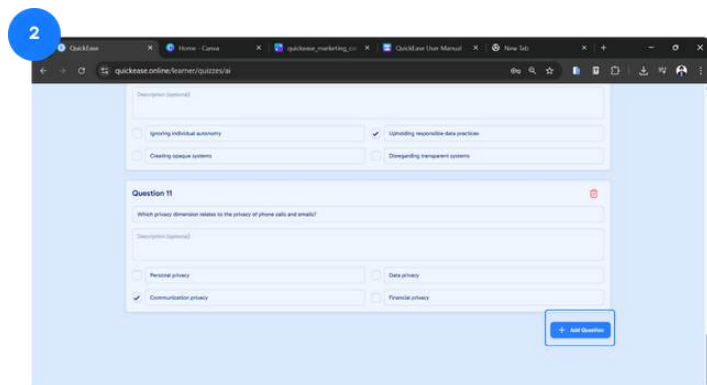 2
QuickEase
Home - Canva
quickease_marketing_co
QuickEase User Manual
New Tab
quickease.online/learner/quizzes/ai
Description (optional)
Ignoring individual autonomy
Upholding responsible data practices
Creating opaque systems
Disregarding transparent systems
Question 11
Which privacy dimension relates to the privacy of phone calls and emails?
Description (optional)
Personal privacy
Data privacy
Communication privacy
Financial privacy
+ Add Question